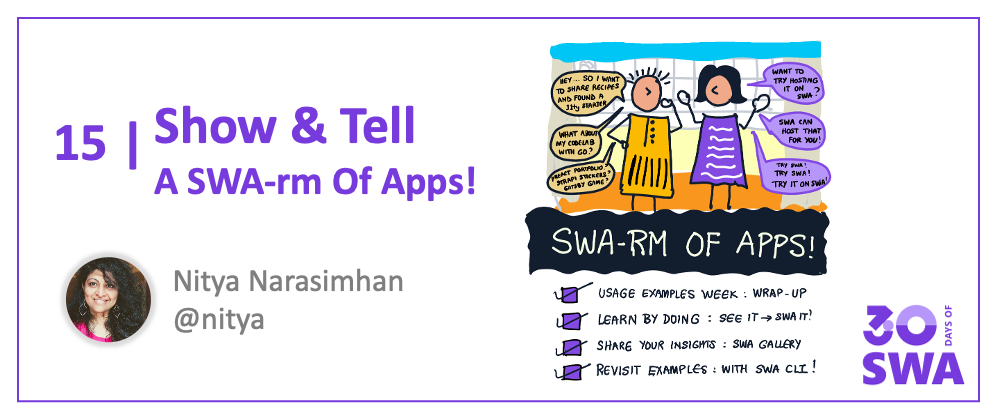 15 | Show & Tell
A SWA-rm Of Apps!
Nitya Narasimhan
@nitya
HEY... SO I WANT
TO SHARE RECIPES
AND FOUND A
11ty STARTER
WHAT ABOUT
MY CODELAB
WITH GO?
REACT PORTFOLIO?
STRAPI STICKERS?
GATSBY GAME?
WANT TO
TRY HOSTING
IT ON
SWA?
SWA CAN
HOST THAT
FOR YOU!
TRY SWA!
TRY SWA!
TRY IT ON SWA!
SWA-RM OF APPS!
USAGE EXAMPLES WEEK : WRAP-UP
LEARN BY DOING : SEE IT → SWA IT!
SHARE YOUR INSIGHTS : SWA GALLERY
REVISIT EXAMPLES : WITH SWA CLI!
30 DAYS OF
SWA